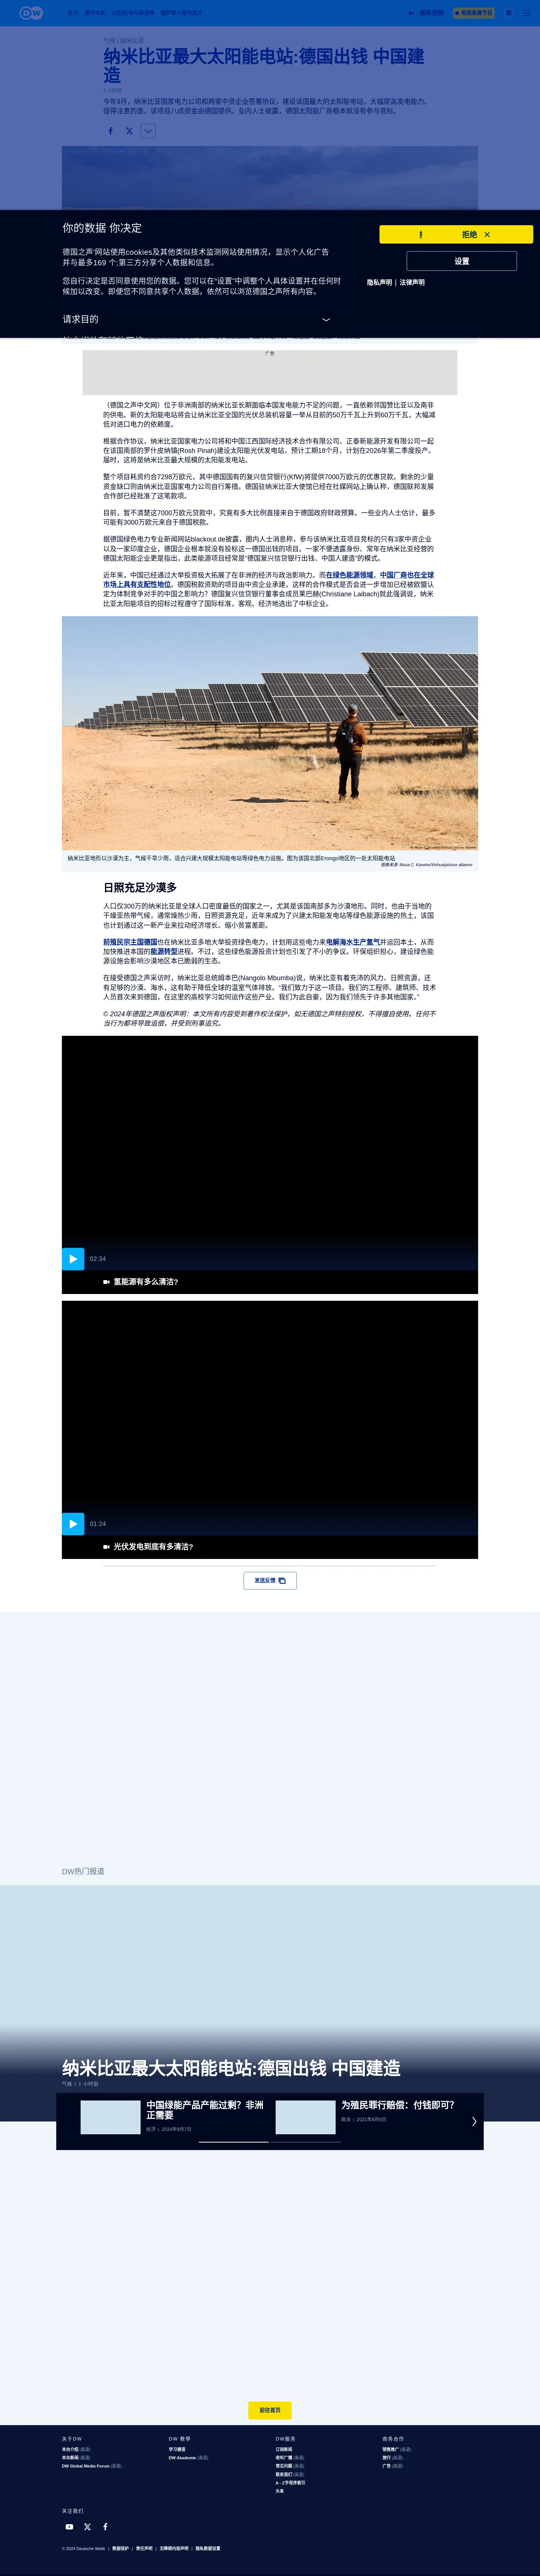 气候 | 纳米比亚
纳米比亚最大太阳能电站:德国出钱 中国建
造
1 小时前
今年9月，纳米比亚国家电力公司和两家中资企业签署协议，建设该国最大的太阳能电站，大幅提高发电能力。
值得注意的是，该项目八成资金由德国提供。业内人士披露，德国太阳能厂商根本就没有参与竞标。
你的数据 你决定
德国之声'网站使用cookies及其他类似技术监测网站使用情况，显示个人化广告
并与最多169 个;第三方分享个人数据和信息。
您自行决定是否同意使用您的数据。您可以在"设置"中调整个人具体设置并在任何时
候加以改变。即便您不同意共享个人数据，依然可以浏览德国之声所有内容。
请求目的
拒绝
设置
隐私声明 | 法律声明
广告
（德国之声中文网）位于非洲南部的纳米比亚长期面临本国发电能力不足的问题，一直依赖邻国赞比亚以及南非
的供电。新的太阳能电站将会让纳米比亚全国的光伏总装机容量一举从目前的50万千瓦上升到60万千瓦，大幅减
低对进口电力的依赖度。
根据合作协议，纳米比亚国家电力公司将和中国江西国际经济技术合作有限公司、正泰新能源开发有限公司一起
在该国南部的罗什皮纳镇(Rosh Pinah)建设太阳能光伏发电站，预计工期18个月，计划在2026年第二季度投产。
届时，这将是纳米比亚最大规模的太阳能发电站。
整个项目耗资约合7298万欧元，其中德国国有的复兴信贷银行(KfW)将提供7000万欧元的优惠贷款。剩余的少量
资金缺口则由纳米比亚国家电力公司自行筹措。德国驻纳米比亚大使馆已经在社媒网站上确认称，德国联邦发展
合作部已经批准了这笔款项。
目前，暂不清楚这7000万元贷款中，究竟有多大比例直接来自于德国政府财政预算。一些业内人士估计，最多
可能有3000万欧元来自于德国税款。
据德国绿色电力专业新闻网站blackout.de披露，圈内人士消息称，参与该纳米比亚项目竞标的只有3家中资企业
以及一家印度企业，德国企业根本就没有投标这一德国出钱的项目。一家不便透露身份、常年在纳米比亚经营的
德国太阳能企业更是指出，此类能源项目经常是"德国复兴信贷银行出钱、中国人建造"的模式。
近年来，中国已经通过大举投资极大拓展了在非洲的经济与政治影响力。而在绿色能源领域，中国厂商也在全球
市场上具有支配性地位。德国税款资助的项目由中资企业承建，这样的合作模式是否会进一步增加已经被欧盟认
定为体制竞争对手的中国之影响力？德国复兴信贷银行董事会成员莱巴赫(Christiane Laibach)就此强调说，纳米
比亚太阳能项目的招标过程遵守了国际标准，客观、经济地选出了中标企业。
纳米比亚地形以沙漠为主，气候干旱少雨，适合兴建大规模太阳能电站等绿色电力设施。图为该国北部Erongo地区的一处太阳能电站
图像来源: Musa C. Kaseke/Xinhua/picture alliance
日照充足沙漠多
人口仅300万的纳米比亚是全球人口密度最低的国家之一，尤其是该国南部多为沙漠地形。同时，也由于当地的
干燥亚热带气候，通常燥热少雨，日照资源充足，近年来成为了兴建太阳能发电站等绿色能源设施的热土，该国
也计划通过这一新产业来拉动经济增长、缩小贫富差距。
前殖民宗主国德国也在纳米比亚多地大举投资绿色电力，计划用这些电力来电解海水生产氢气并运回本土，从而
加快推进本国的能源转型进程。不过，这些绿色能源投资计划也引发了不小的争议。环保组织担心，建设绿色能
源设施会影响沙漠地区本已脆弱的生态。
在接受德国之声采访时，纳米比亚总统姆本巴(Nangolo Mbumba)说，纳米比亚有着充沛的风力、日照资源，还
有足够的沙漠、海水，这有助于降低全球的温室气体排放。"我们致力于这一项目。我们的工程师、建筑师、技术
人员首次来到德国，在这里的高校学习如何运作这些产业。我们为此自豪，因为我们领先于许多其他国家。"
© 2024年德国之声版权声明：本文所有内容受到著作权法保护，如无德国之声特别授权，不得擅自使用。任何不
当行为都将导致追偿，并受到刑事追究。
02:34
氢能源有多么清洁?
01:24
光伏发电到底有多清洁?
发送反馈
DW热门报道
纳米比亚最大太阳能电站:德国出钱 中国建造
气候 | 1 小时前
中国绿能产品产能过剩？非洲
正需要
经济 | 2024年9月7日
为殖民罪行赔偿：付钱即可?
政治 | 2021年6月6日
前往首页
关于DW
本台介绍 (英语)
本台新闻 (英语)
DW Global Media Forum (英语)
DW 教学
学习德语
DW Akademie (英语)
DW服务
订阅新闻
收听广播 (英语)
常见问题 (英语)
联系我们 (英语)
A - Z字母序索引
头条
商务合作
销售推广 (英语)
旅行 (英语)
广告 (英语)
关注我们
© 2024 Deutsche Welle | 数据保护 | 责任声明 | 无障碍内容声明 | 隐私数据设置